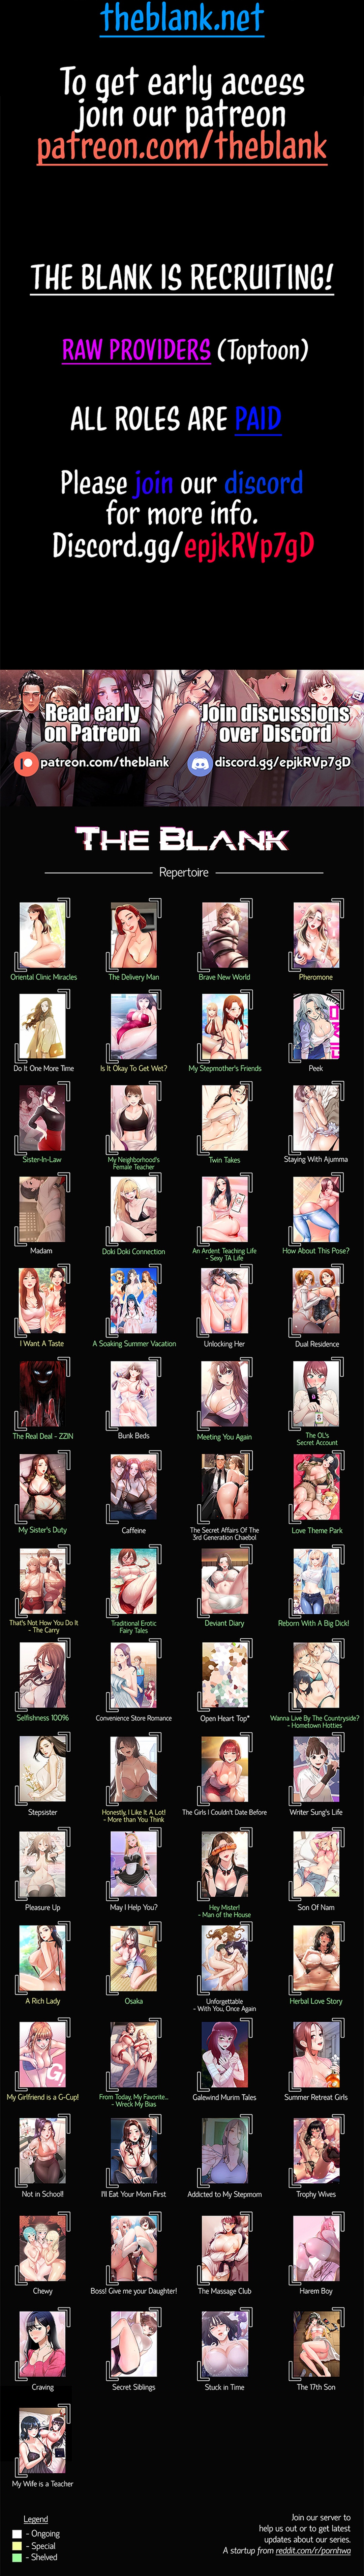 theblank.net
To get early access
join our patreon
patreon.com/theblank
THE BLANK IS RECRUITING!
RAW PROVIDERS (Toptoon)
ALL ROLES ARE PAID
Please join our discord
for more info.
Discord.gg/epjkRVp7gD
Read early
on Patreon
patreon.com/theblank
Join discussions
over Discord
discord.gg/epjkRVp7gD
THE BLANK
Repertoire
Oriental Clinic Miracles
The Delivery Man
Brave New World
Pheromone
Do It One More Time
Is It Okay To Get Wet?
My Stepmother's Friends
Peek
Sister-In-Law
My Neighborhood's
Female Teacher
Twin Takes
Staying With Ajumma
Madam
Doki Doki Connection
An Ardent Teaching Life
- Sexy TA Life
How About This Pose?
I Want A Taste
A Soaking Summer Vacation
Unlocking Her
Dual Residence
The Real Deal - ZZIN
Bunk Beds
Meeting You Again
The OL's
Secret Account
My Sister's Duty
Caffeine
The Secret Affairs Of The
3rd Generation Chaebol
Love Theme Park
That's Not How You Do It
- The Carry
Traditional Erotic
Fairy Tales
Deviant Diary
Reborn With A Big Dick!
Selfishness 100%
Convenience Store Romance
Open Heart Top*
Wanna Live By The Countryside?
- Hometown Hotties
Stepsister
Honestly, I Like It A Lot!
- More than You Think
The Girls I Couldn't Date Before
Writer Sung's Life
Pleasure Up
May I Help You?
Hey Mister!
- Man of the House
Son Of Nam
A Rich Lady
Osaka
Unforgettable
- With You, Once Again
Herbal Love Story
My Girlfriend is a G-Cup!
From Today, My Favorite...
- Wreck My Bias
Galewind Murim Tales
Summer Retreat Girls
Not in School!
I'll Eat Your Mom First
Addicted to My Stepmom
Trophy Wives
Chewy
Boss! Give me your Daughter!
The Massage Club
Harem Boy
Craving
Secret Siblings
Stuck in Time
The 17th Son
My Wife is a Teacher
Legend
- Ongoing
- Special
- Shelved
Join our server to
help us out or to get latest
updates about our series.
A startup from reddit.com/r/pornhwa